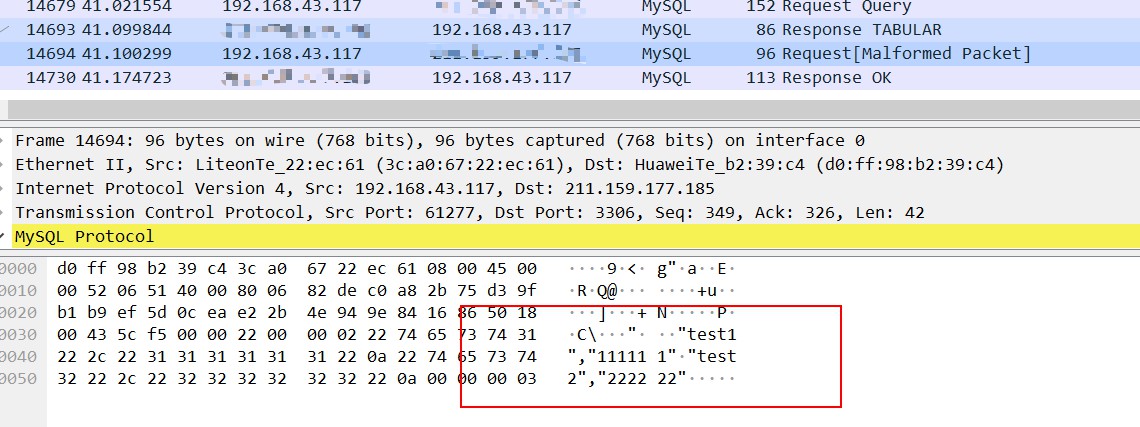 14679 41.021554 192.168.43.117 MySQL 152 Request Query
14693 41.099844 192.168.43.117 MySQL 86 Response TABULAR
14694 41.100299 192.168.43.117 MySQL 96 Request[Malformed Packet]
14730 41.174723 192.168.43.117 MySQL 113 Response OK
Frame 14694: 96 bytes on wire (768 bits), 96 bytes captured (768 bits) on interface 0
Ethernet II, Src: LiteonTe_22:ec:61 (3c:a0:67:22:ec:61), Dst: HuaweiTe_b2:39:c4 (d0:ff:98:b2:39:c4)
Internet Protocol Version 4, Src: 192.168.43.117, Dst: 211.159.177.185
Transmission Control Protocol, Src Port: 61277, Dst Port: 3306, Seq: 349, Ack: 326, Len: 42
MySQL Protocol
0000 d0 ff 98 b2 39 c4 3c a0 67 22 ec 61 08 00 45 00 ····9·<· g"·a··E·
0010 00 52 06 51 40 00 80 06 82 de c0 a8 2b 75 d3 9f ·R·Q@··· ····+u··
0020 b1 b9 ef 5d 0c ea e2 2b 4e 94 9e 84 16 86 50 18 ···]···+ N·····P·
0030 00 43 5c f5 00 00 22 00 00 02 22 74 65 73 74 31 ·C\···"· ··"test1
0040 22 2c 22 31 31 31 31 31 31 22 0a 22 74 65 73 74 ","11111 1"·"test
0050 32 22 2c 22 32 32 32 32 32 32 22 0a 00 00 00 03 2","2222 22"·····